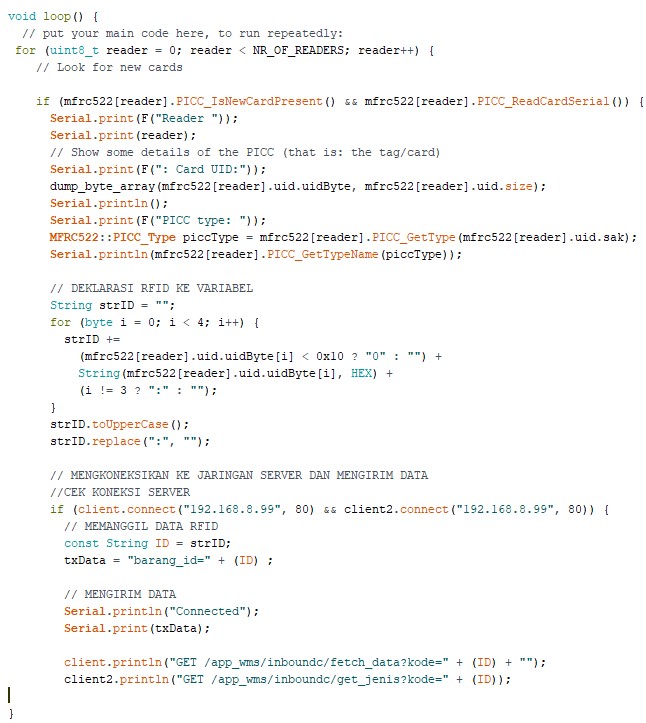 void loop() {
  // put your main code here, to run repeatedly:
 for (uint8_t reader = 0; reader < NR_OF_READERS; reader++) {
    // Look for new cards

    if (mfrc522[reader].PICC_IsNewCardPresent() && mfrc522[reader].PICC_ReadCardSerial()) {
      Serial.print(F("Reader "));
      Serial.print(reader);
      // Show some details of the PICC (that is: the tag/card)
      Serial.print(F(": Card UID:"));
      dump_byte_array(mfrc522[reader].uid.uidByte, mfrc522[reader].uid.size);
      Serial.println();
      Serial.print(F("PICC type: "));
      MFRC522::PICC_Type piccType = mfrc522[reader].PICC_GetType(mfrc522[reader].uid.sak);
      Serial.println(mfrc522[reader].PICC_GetTypeName(piccType));

      // DEKLARASI RFID KE VARIABEL
      String strID = "";
      for (byte i = 0; i < 4; i++) {
        strID +=
          (mfrc522[reader].uid.uidByte[i] < 0x10 ? "0" : "") +
          String(mfrc522[reader].uid.uidByte[i], HEX) +
          (i != 3 ? ":" : "");
      }
      strID.toUpperCase();
      strID.replace(":", "");

      // MENGKONEKSIKAN KE JARINGAN SERVER DAN MENGIRIM DATA
      //CEK KONEKSI SERVER
      if (client.connect("192.168.8.99", 80) && client2.connect("192.168.8.99", 80)) {
        // MEMANGGIL DATA RFID
        const String ID = strID;
        txData = "barang_id=" + (ID) ;

        // MENGIRIM DATA
        Serial.println("Connected");
        Serial.print(txData);

        client.println("GET /app_wms/inboundc/fetch_data?kode=" + (ID) + "");
        client2.println("GET /app_wms/inboundc/get_jenis?kode=" + (ID));

}